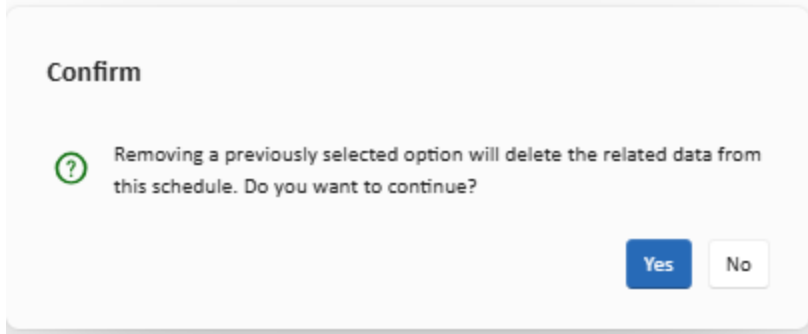 Confirm
?
Removing a previously selected option will delete the related data from
this schedule. Do you want to continue?
Yes No